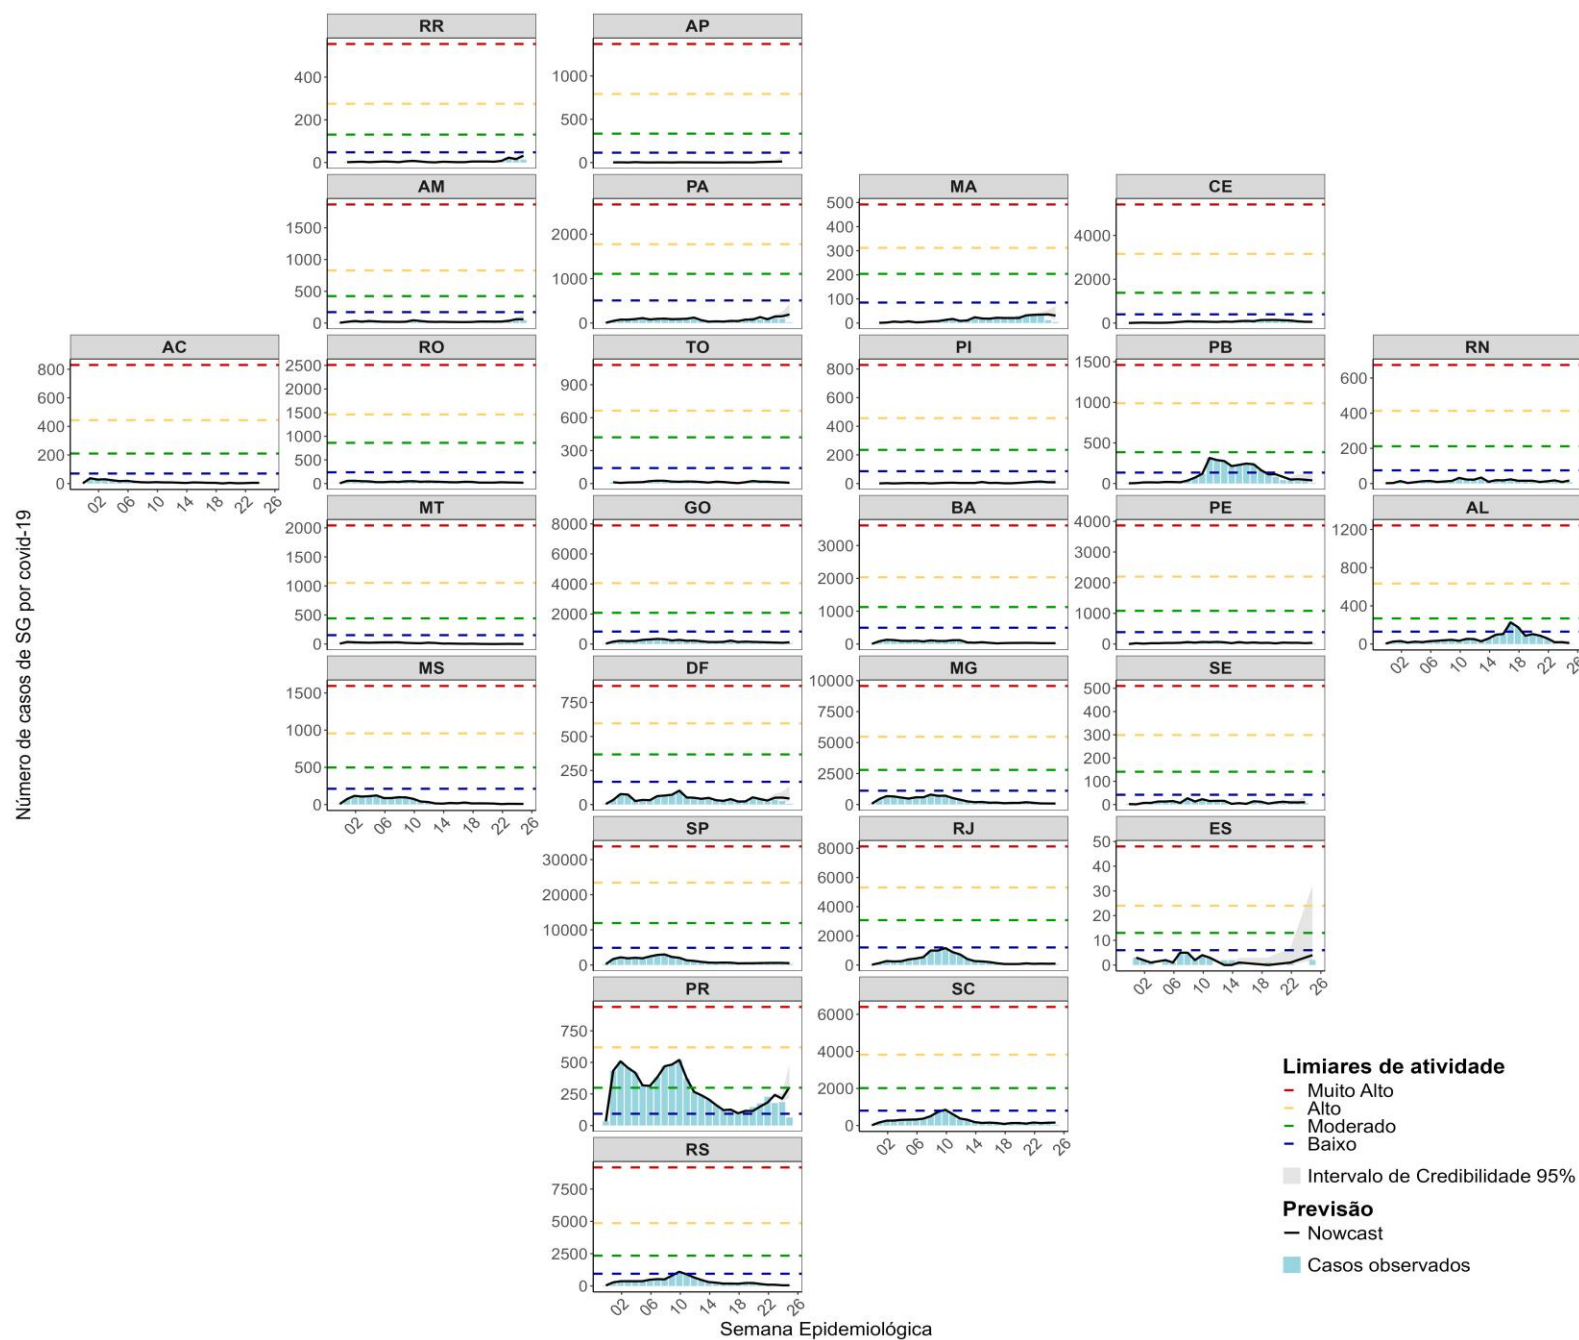 RR
400
200
0
AP
1000
500
0
AM
1500
1000
500
0
PA
2000
1000
0
MA
500
400
300
200
100
0
CE
4000
2000
0
AC
800
600
400
200
0
02 06 10 14 18 22 26
RO
2500
2000
1500
1000
500
0
TO
900
600
300
0
PI
800
600
400
200
0
PB
1500
1000
500
0
RN
600
400
200
0
MT
2000
1500
1000
500
0
GO
8000
6000
4000
2000
0
BA
3000
2000
1000
0
PE
4000
3000
2000
1000
0
AL
1200
800
400
0
02 06 10 14 18 22 26
MS
1500
1000
500
0
02 06 10 14 18 22 26
DF
750
500
250
0
MG
10000
7500
5000
2500
0
SE
500
400
300
200
100
0
SP
30000
20000
10000
0
RJ
8000
6000
4000
2000
0
ES
50
40
30
20
10
0
02 06 10 14 18 22 26
PR
750
500
250
0
SC
6000
4000
2000
0
02 06 10 14 18 22 26
RS
7500
5000
2500
0
02 06 10 14 18 22 26
Número de casos de SG por covid-19
Semana Epidemiológica
Limiares de atividade
Muito Alto
Alto
Moderado
Baixo
Intervalo de Credibilidade 95%
Previsão
Nowcast
Casos observados